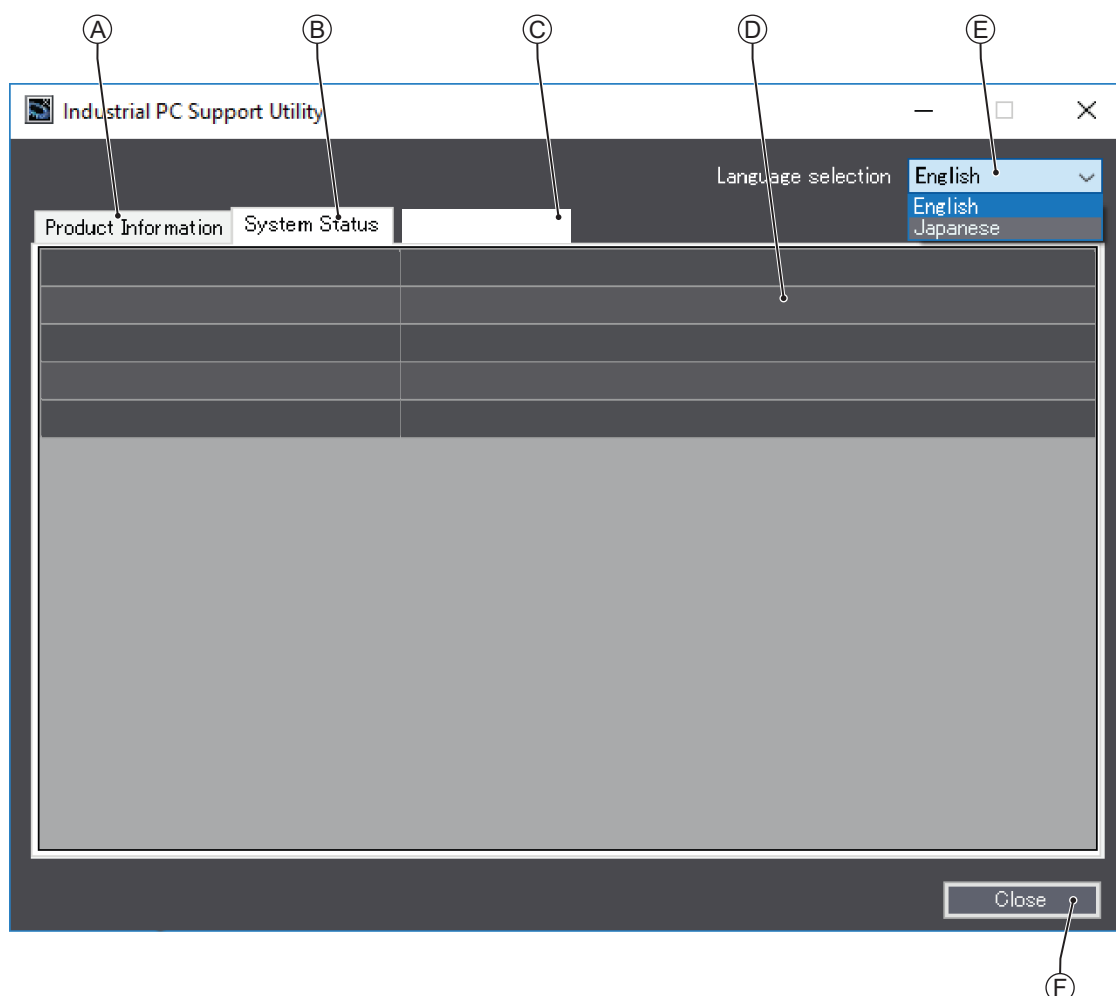 A B C D E
Industrial PC Support Utility
Language selection English
English
Japanese
Product Information System Status
Close
F